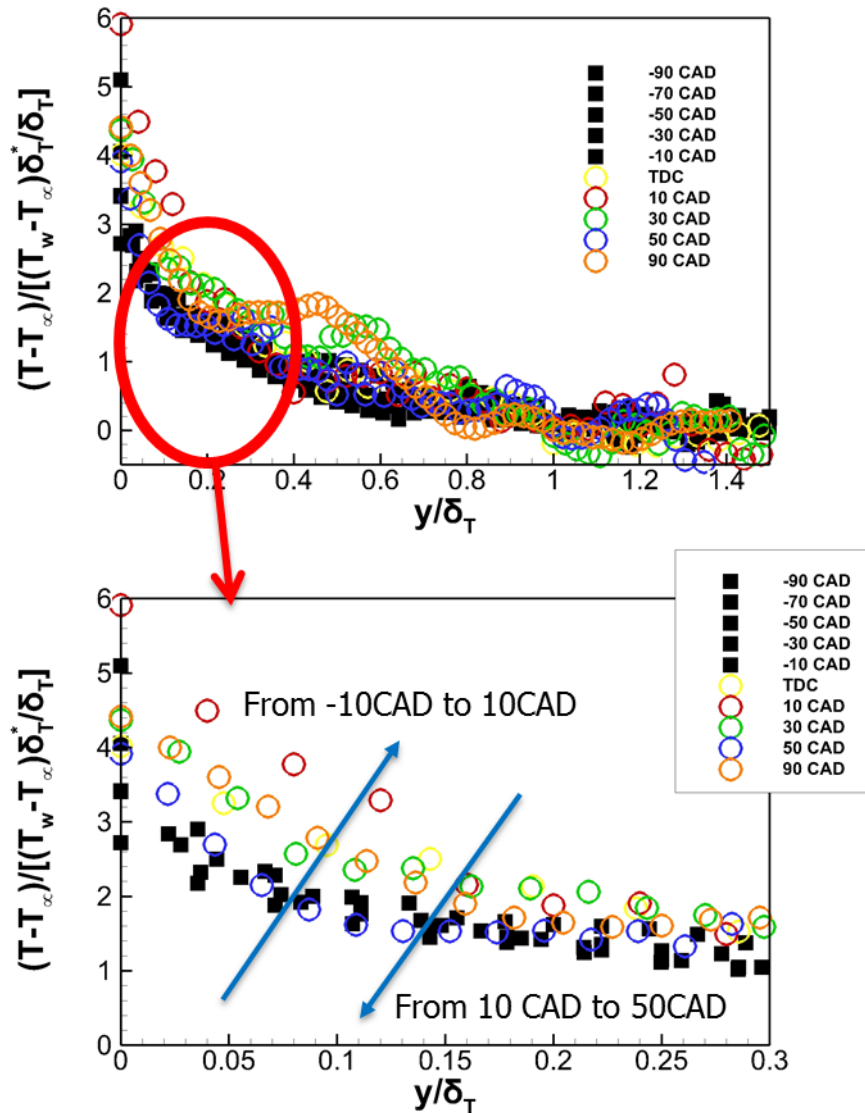 6
5
4
3
2
1
0
(T-T∝)/[(Tw-T∝)δ*T/δT]
-90 CAD
-70 CAD
-50 CAD
-30 CAD
-10 CAD
TDC
10 CAD
30 CAD
50 CAD
90 CAD
0 0.2 0.4 0.6 0.8 1 1.2 1.4
y/δT
6
5
4
3
2
1
0
(T-T∝)/[(Tw-T∝)δ*T/δT]
-90 CAD
-70 CAD
-50 CAD
-30 CAD
-10 CAD
TDC
10 CAD
30 CAD
50 CAD
90 CAD
From -10CAD to 10CAD
From 10 CAD to 50CAD
0 0.05 0.1 0.15 0.2 0.25 0.3
y/δT